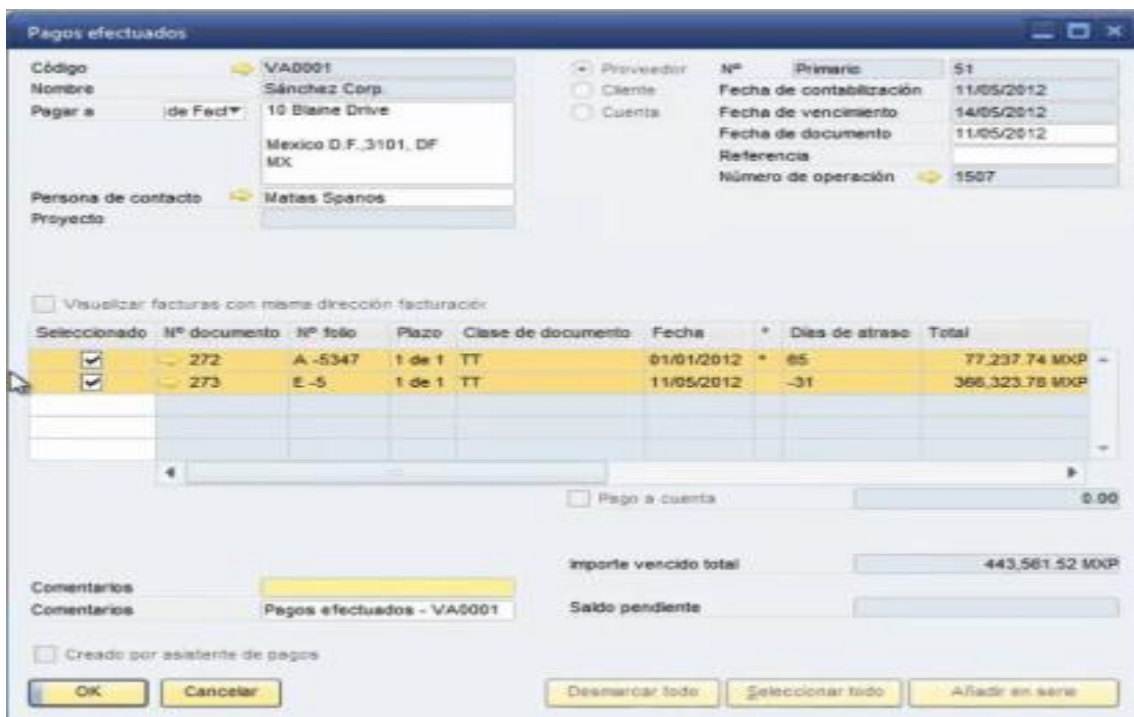 Pagos efectuados
Código VA0001
Nombre Sánchez Corp.
Pagar a de Fact 10 Blaine Drive
Mexico D.F.,3101, DF
MX
Persona de contacto Matias Spanos
Proyecto
Proveedor
Cliente
Cuenta
Nº Primario 51
Fecha de contabilización 11/05/2012
Fecha de vencimiento 14/05/2012
Fecha de documento 11/05/2012
Referencia
Número de operación 1507
Visualizar facturas con misma dirección facturación
Seleccionado Nº documento Nº folio Plazo Clase de documento Fecha * Días de atraso Total
272 A -5347 1 de 1 TT 01/01/2012 * 65 77,237.74 MXP
273 E -5 1 de 1 TT 11/05/2012 -31 366,323.78 MXP
Pago a cuenta 0.00
Importe vencido total 443,561.52 MXP
Comentarios
Comentarios Pagos efectuados - VA0001
Saldo pendiente
Creado por asistente de pagos
OK Cancelar Desmarcar todo Seleccionar todo Añadir en serie